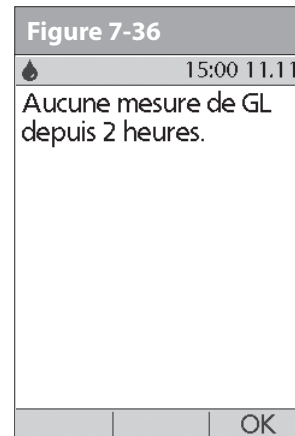 Figure 7-36
15:00 11.11
Aucune mesure de GL
depuis 2 heures.
OK